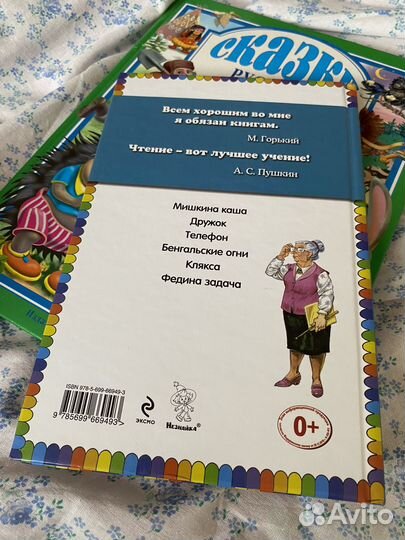 Сказки
Всем хорошим во мне
я обязан книгам.
М. Горький
Чтение – вот лучшее учение!
А. С. Пушкин
Мишкина каша
Дружок
Телефон
Бенгальские огни
Клякса
Федина задача
ISBN 978-5-699-66949-3
9 785699 669493 >
ЭКСМО
Незнайка
0+
Avito